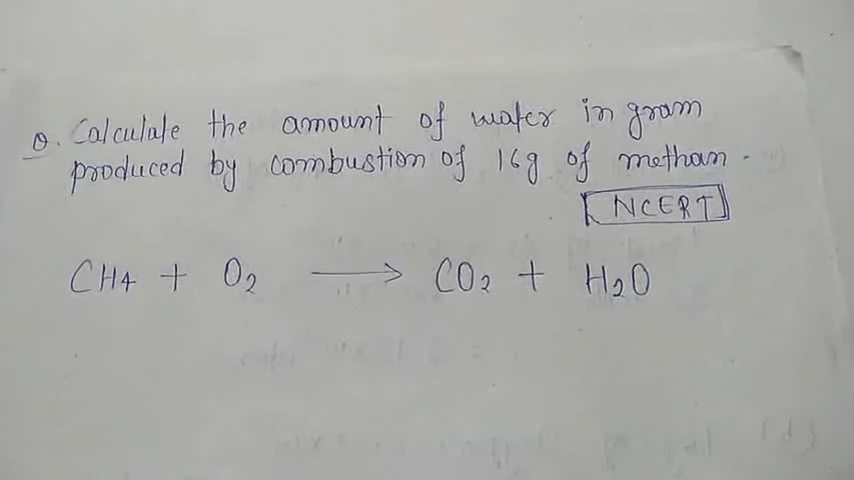 Q. Calculate the amount of water in gram
produced by combustion of 16g of methan.
[NCERT]
CH4 + O2 → CO2 + H2O